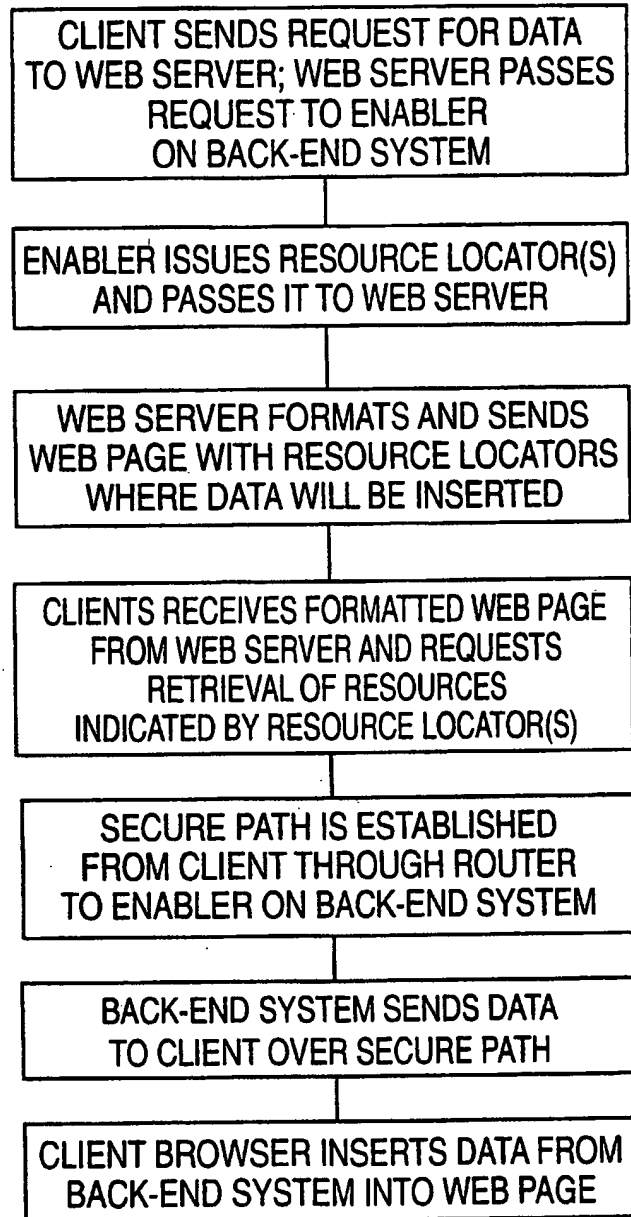 CLIENT SENDS REQUEST FOR DATA
TO WEB SERVER; WEB SERVER PASSES
REQUEST TO ENABLER
ON BACK-END SYSTEM
ENABLER ISSUES RESOURCE LOCATOR(S)
AND PASSES IT TO WEB SERVER
WEB SERVER FORMATS AND SENDS
WEB PAGE WITH RESOURCE LOCATORS
WHERE DATA WILL BE INSERTED
CLIENTS RECEIVES FORMATTED WEB PAGE
FROM WEB SERVER AND REQUESTS
RETRIEVAL OF RESOURCES
INDICATED BY RESOURCE LOCATOR(S)
SECURE PATH IS ESTABLISHED
FROM CLIENT THROUGH ROUTER
TO ENABLER ON BACK-END SYSTEM
BACK-END SYSTEM SENDS DATA
TO CLIENT OVER SECURE PATH
CLIENT BROWSER INSERTS DATA FROM
BACK-END SYSTEM INTO WEB PAGE